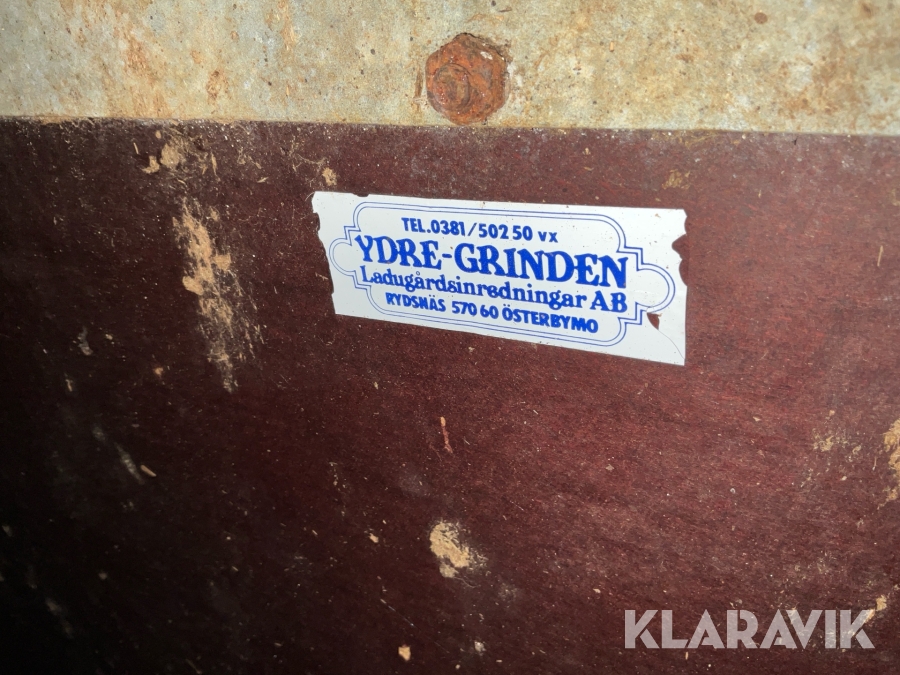 TEL.0381/502 50 vx
YDRE-GRINDEN
Ladugårdsinredningar AB
RYDSNÄS 570 60 ÖSTERBYMO
KLARAVIK